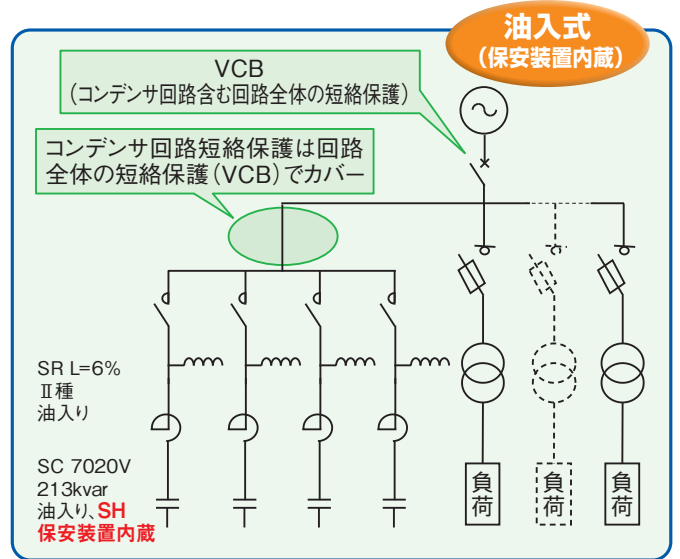 油入式
（保安装置内蔵）
VCB
（コンデンサ回路含む回路全体の短絡保護）
コンデンサ回路短絡保護は回路
全体の短絡保護（VCB）でカバー
SR L=6%
Ⅱ種
油入り
SC 7020V
213kvar
油入り、SH
保安装置内蔵
負荷
負荷
負荷